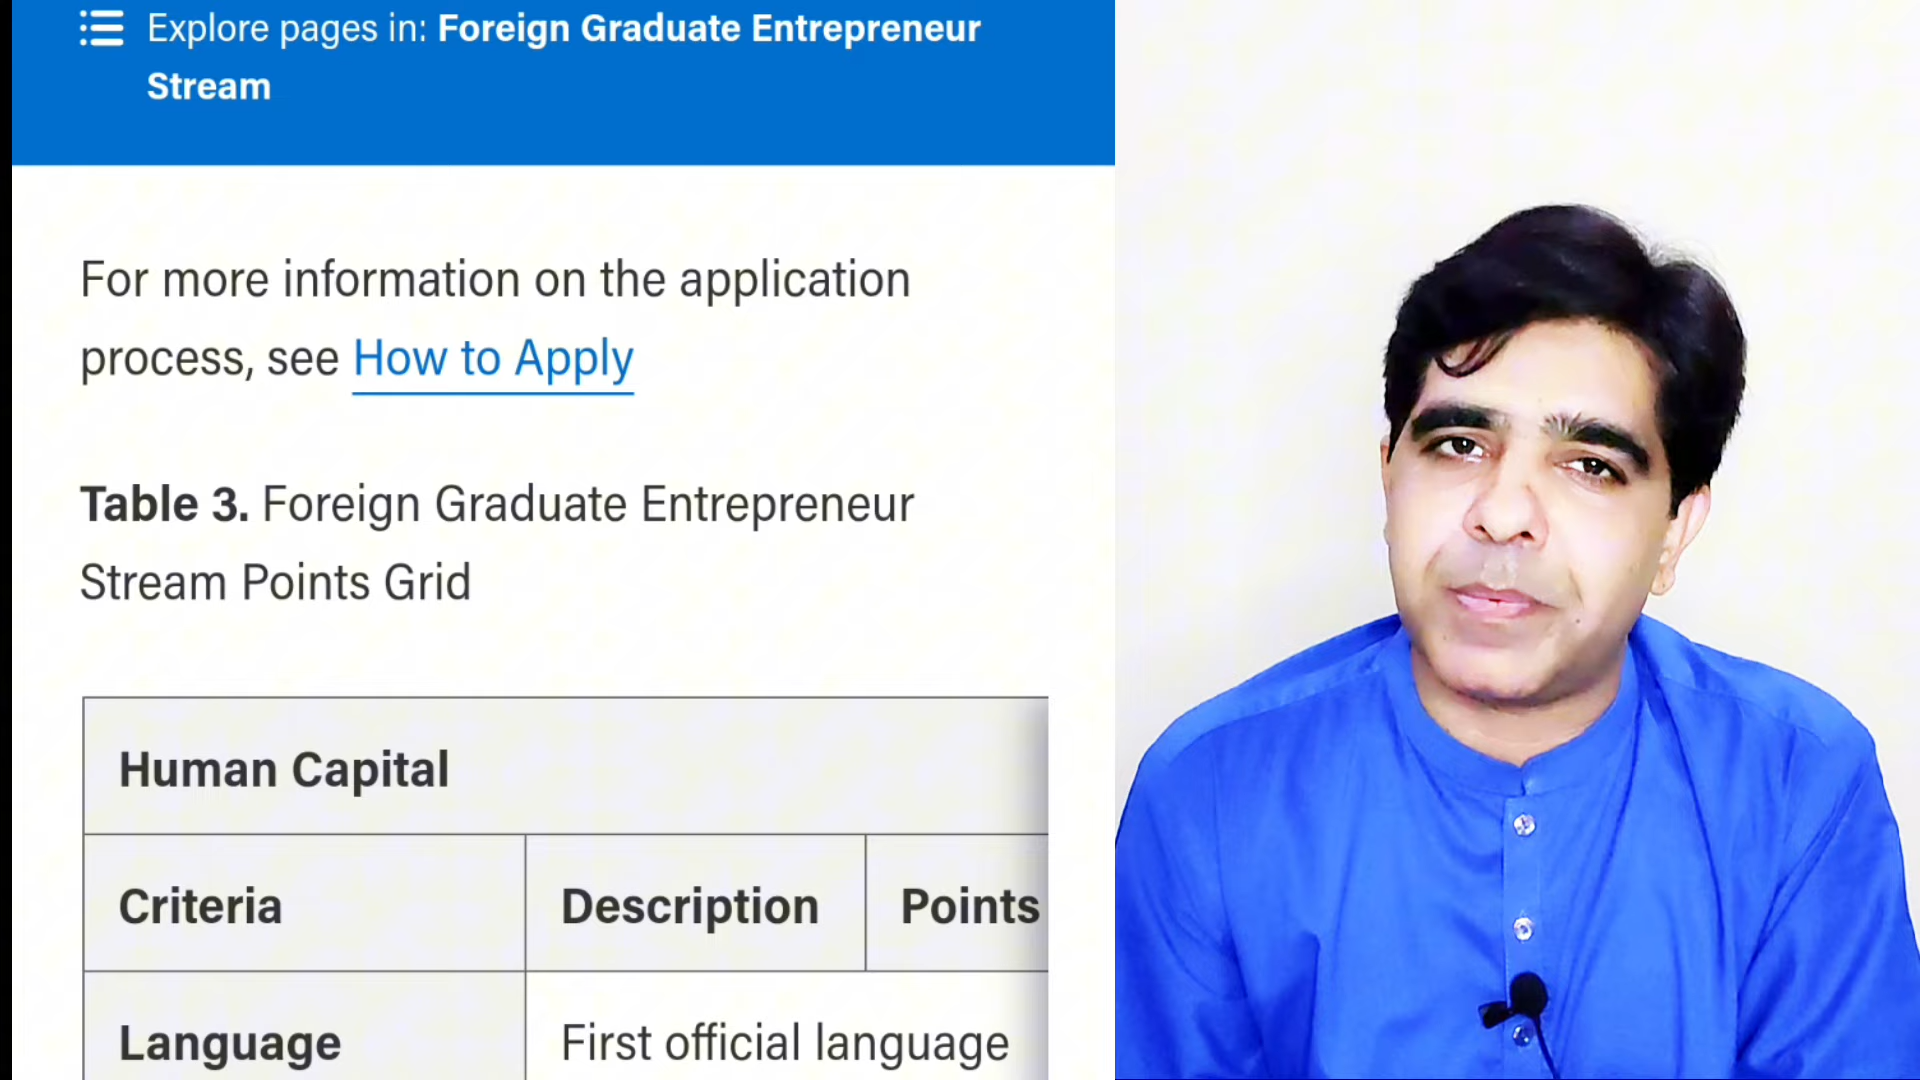 Explore pages in: Foreign Graduate Entrepreneur
Stream
For more information on the application
process, see How to Apply
Table 3. Foreign Graduate Entrepreneur
Stream Points Grid
Human Capital
Criteria Description Points
Language First official language